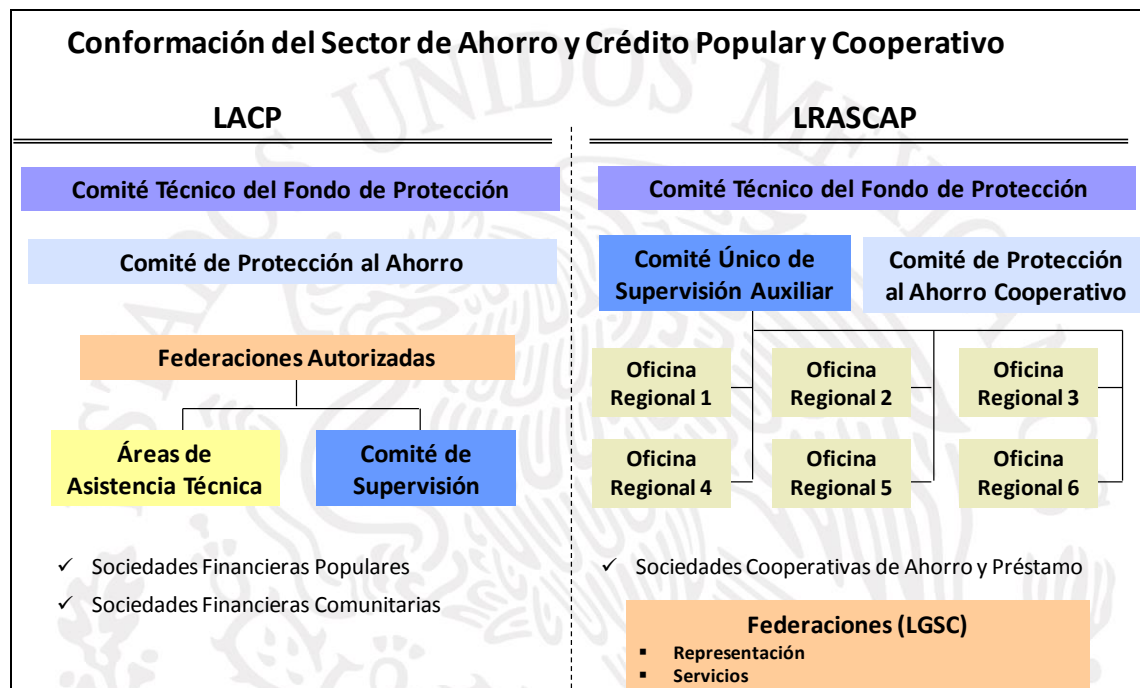 Conformación del Sector de Ahorro y Crédito Popular y Cooperativo
LACP
Comité Técnico del Fondo de Protección
Comité de Protección al Ahorro
Federaciones Autorizadas
Áreas de
Asistencia Técnica
Comité de
Supervisión
✓ Sociedades Financieras Populares
✓ Sociedades Financieras Comunitarias
LRASCAP
Comité Técnico del Fondo de Protección
Comité Único de
Supervisión Auxiliar
Comité de Protección
al Ahorro Cooperativo
Oficina
Regional 1
Oficina
Regional 2
Oficina
Regional 3
Oficina
Regional 4
Oficina
Regional 5
Oficina
Regional 6
✓ Sociedades Cooperativas de Ahorro y Préstamo
Federaciones (LGSC)
▪ Representación
▪ Servicios
ESTADOS UNIDOS MEXICANOS